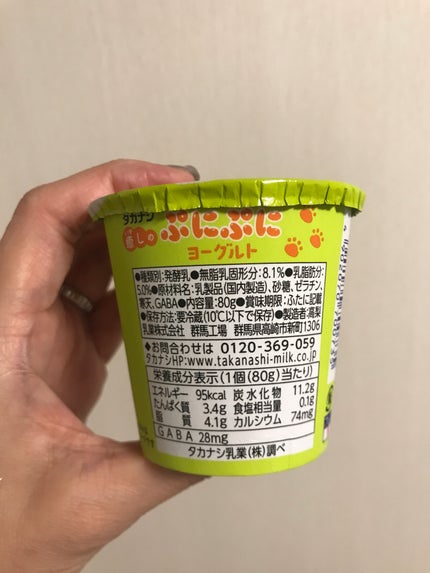 タカナシ
癒しの ぷにぷに
ヨーグルト
●種類別:発酵乳●無脂乳固形分:8.1%●乳脂肪分:
5.0%●原材料名:乳製品(国内製造)、砂糖、ゼラチン、
寒天、GABA●内容量:80g●賞味期限:ふたに記載
●保存方法:要冷蔵(10℃以下で保存)●製造者:高梨
乳業株式会社 群馬工場 群馬県高崎市新町1306
◆お問合わせは 0120-369-059
タカナシHP:www.takanashi-milk.co.jp
栄養成分表示(1個(80g)当たり)
エネルギー 95kcal 炭水化物 11.2g
たんぱく質 3.4g 食塩相当量 0.1g
脂質 4.1g カルシウム 74mg
GABA 28mg
タカナシ乳業(株)調べ